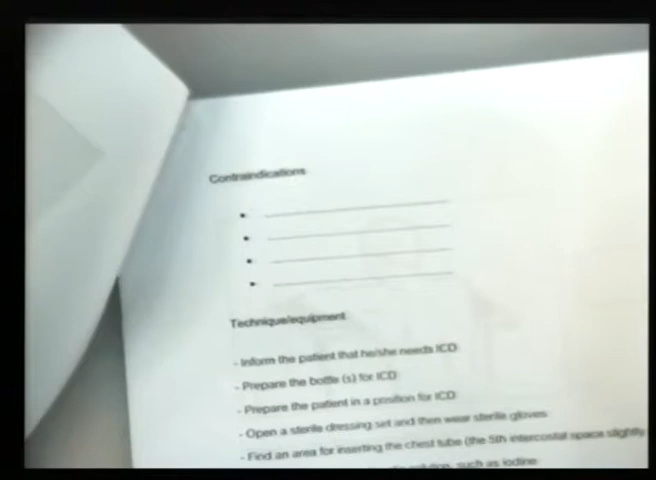 Contraindications
Technique/equipment
- Inform the patient that he/she needs ICD
- Prepare the bottle (s) for ICD
- Prepare the patient in a position for ICD
- Open a sterile dressing set and then wear sterile gloves
- Find an area for inserting the chest tube (the 5th intercostal space slightly
solution, such as iodine